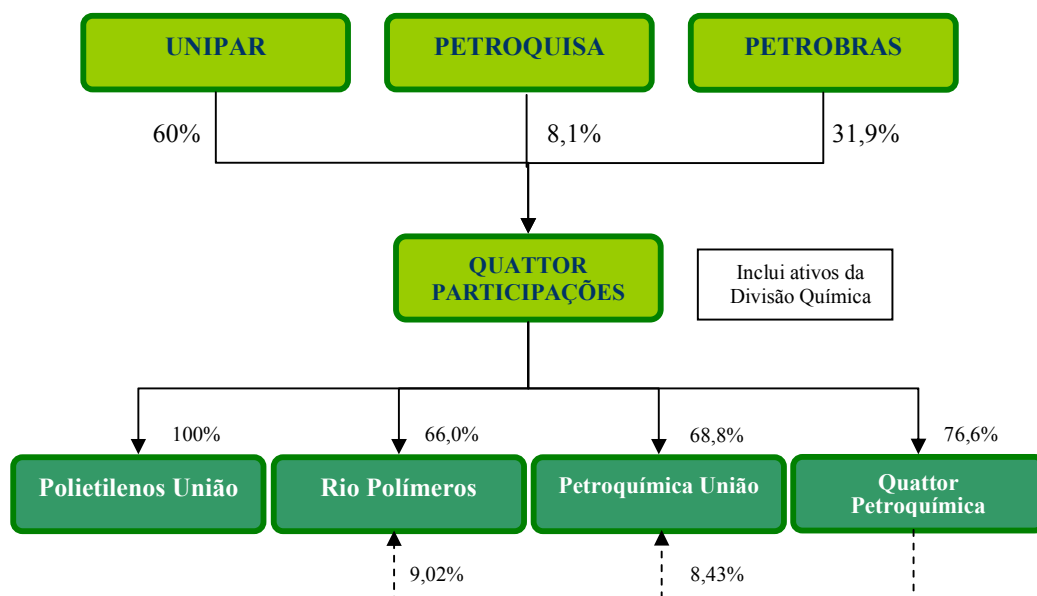 UNIPAR
PETROQUISA
PETROBRAS
60%
8,1%
31,9%
QUATTOR
PARTICIPAÇÕES
Inclui ativos da
Divisão Química
100%
66,0%
68,8%
76,6%
Polietilenos União
Rio Polímeros
Petroquímica União
Quattor
Petroquímica
9,02%
8,43%